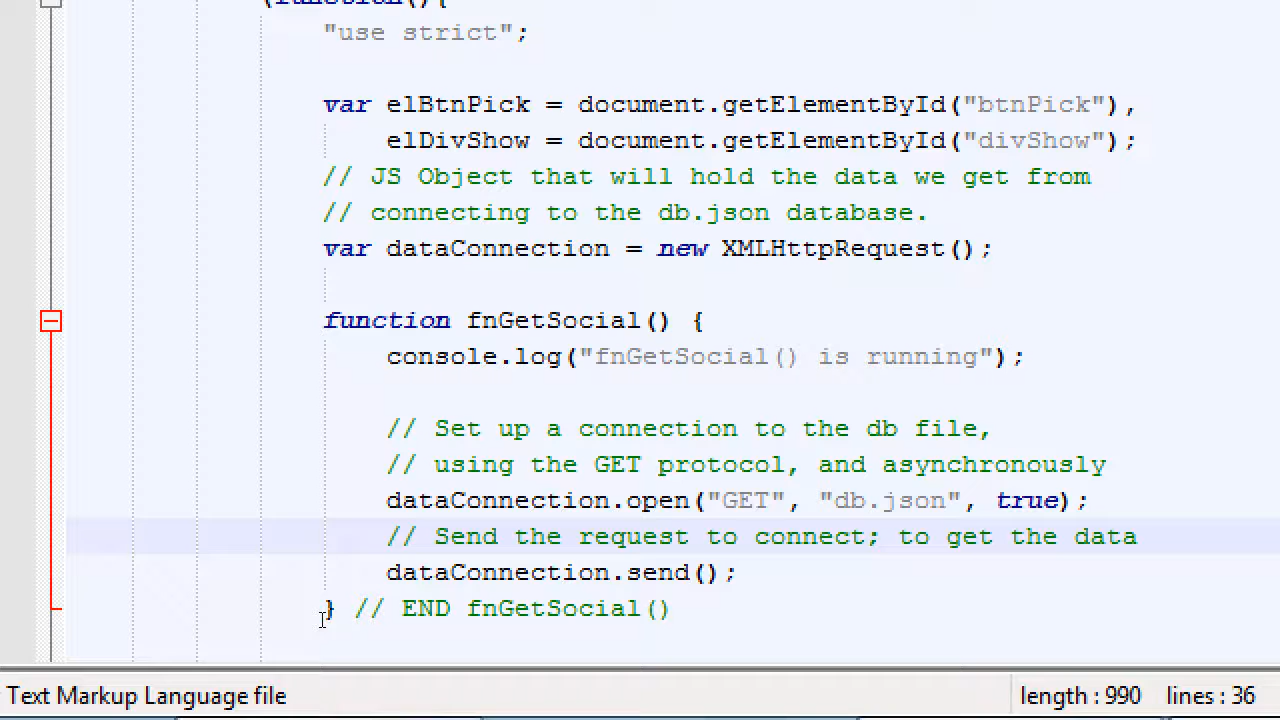 (function(){
"use strict";
var elBtnPick = document.getElementById("btnPick"),
elDivShow = document.getElementById("divShow");
// JS Object that will hold the data we get from
// connecting to the db.json database.
var dataConnection = new XMLHttpRequest();
function fnGetSocial() {
console.log("fnGetSocial() is running");
// Set up a connection to the db file,
// using the GET protocol, and asynchronously
dataConnection.open("GET", "db.json", true);
// Send the request to connect; to get the data
dataConnection.send();
} // END fnGetSocial()
Text Markup Language file length : 990 lines : 36